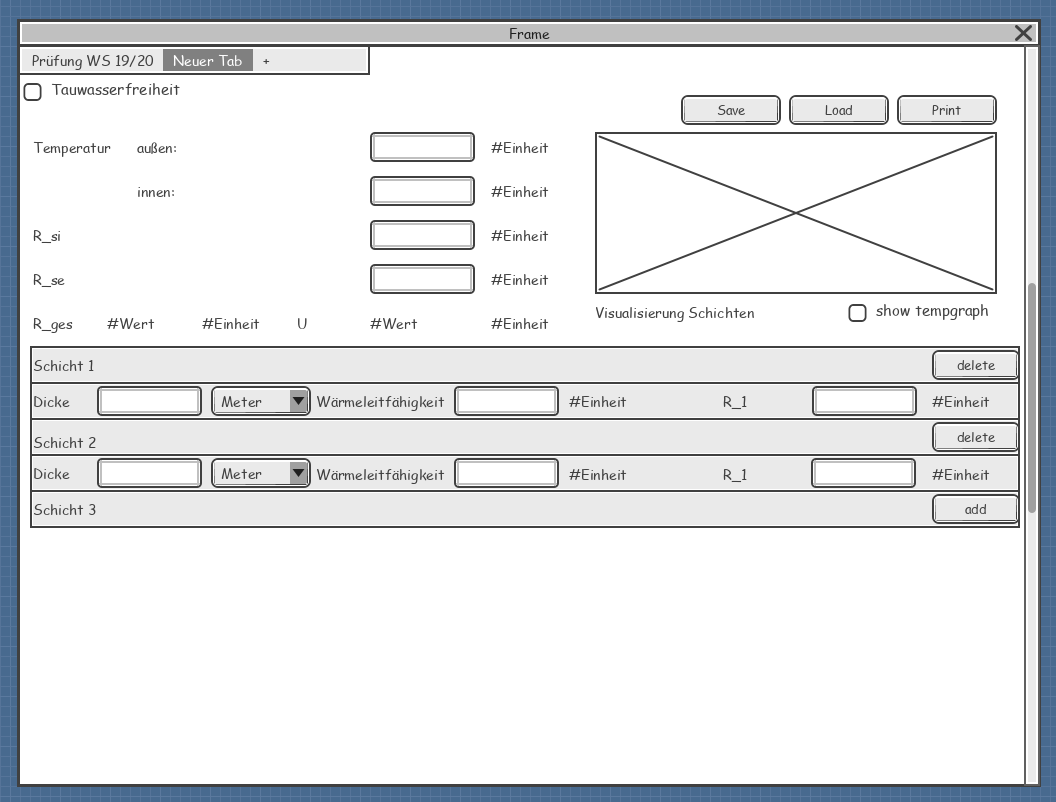 Frame
Prüfung WS 19/20 Neuer Tab +
Tauwasserfreiheit
Save Load Print
Temperatur außen: #Einheit
innen: #Einheit
R_si #Einheit
R_se #Einheit
Visualisierung Schichten show tempgraph
R_ges #Wert #Einheit U #Wert #Einheit
Schicht 1 delete
Dicke Meter Wärmeleitfähigkeit #Einheit R_1 #Einheit
Schicht 2 delete
Dicke Meter Wärmeleitfähigkeit #Einheit R_1 #Einheit
Schicht 3 add